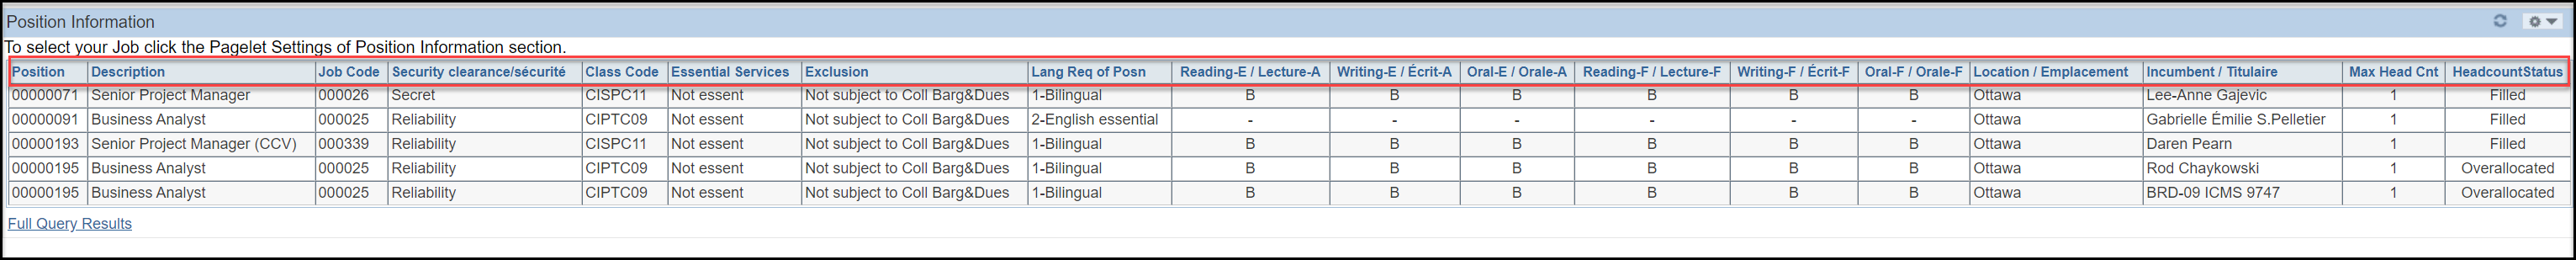 Position Information
To select your Job click the Pagelet Settings of Position Information section.
Position Description Job Code Security clearance/sécurité Class Code Essential Services Exclusion Lang Req of Posn Reading-E / Lecture-A Writing-E / Écrit-A Oral-E / Orale-A Reading-F / Lecture-F Writing-F / Écrit-F Oral-F / Orale-F Location / Emplacement Incumbent / Titulaire Max Head Cnt HeadcountStatus
00000071 Senior Project Manager 000026 Secret CISPC11 Not essent Not subject to Coll Barg&Dues 1-Bilingual B B B B B B Ottawa Lee-Anne Gajevic 1 Filled
00000091 Business Analyst 000025 Reliability CIPTC09 Not essent Not subject to Coll Barg&Dues 2-English essential - - - - - - Ottawa Gabrielle Émilie S.Pelletier 1 Filled
00000193 Senior Project Manager (CCV) 000339 Reliability CISPC11 Not essent Not subject to Coll Barg&Dues 1-Bilingual B B B B B B Ottawa Daren Pearn 1 Filled
00000195 Business Analyst 000025 Reliability CIPTC09 Not essent Not subject to Coll Barg&Dues 1-Bilingual B B B B B B Ottawa Rod Chaykowski 1 Overallocated
00000195 Business Analyst 000025 Reliability CIPTC09 Not essent Not subject to Coll Barg&Dues 1-Bilingual B B B B B B Ottawa BRD-09 ICMS 9747 1 Overallocated
Full Query Results